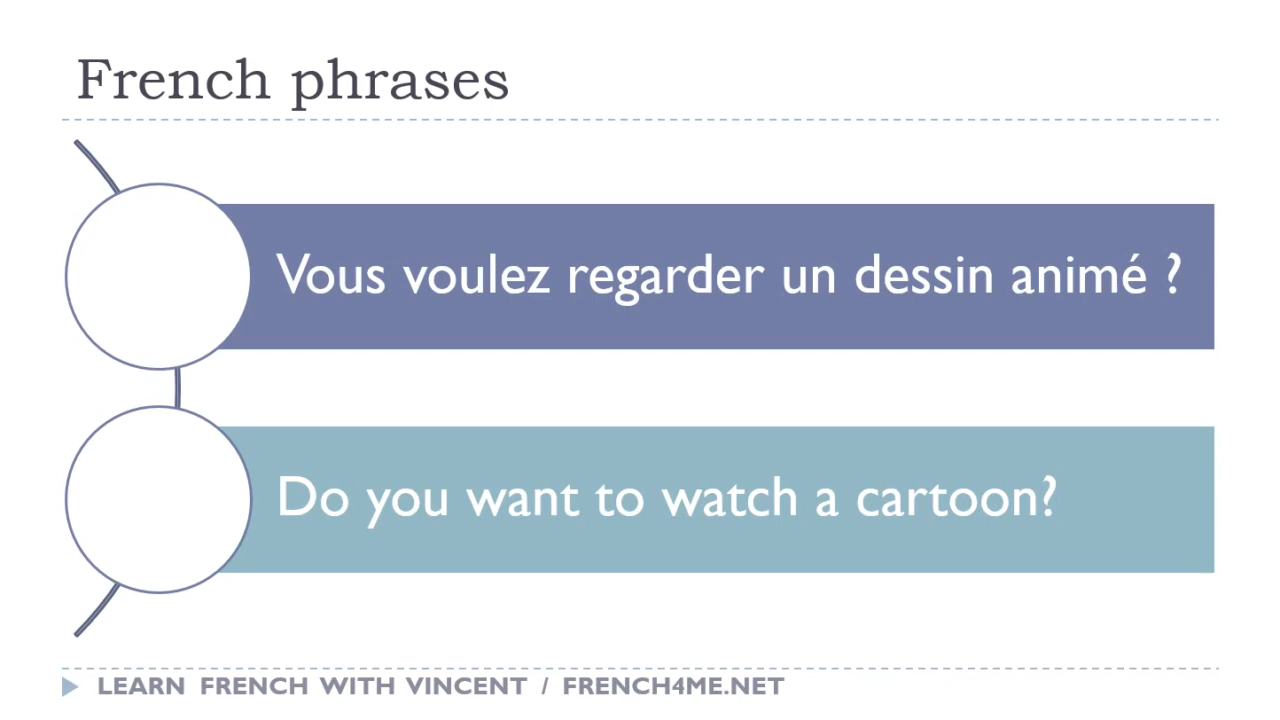 French phrases
Vous voulez regarder un dessin animé ?
Do you want to watch a cartoon?
LEARN FRENCH WITH VINCENT / FRENCH4ME.NET